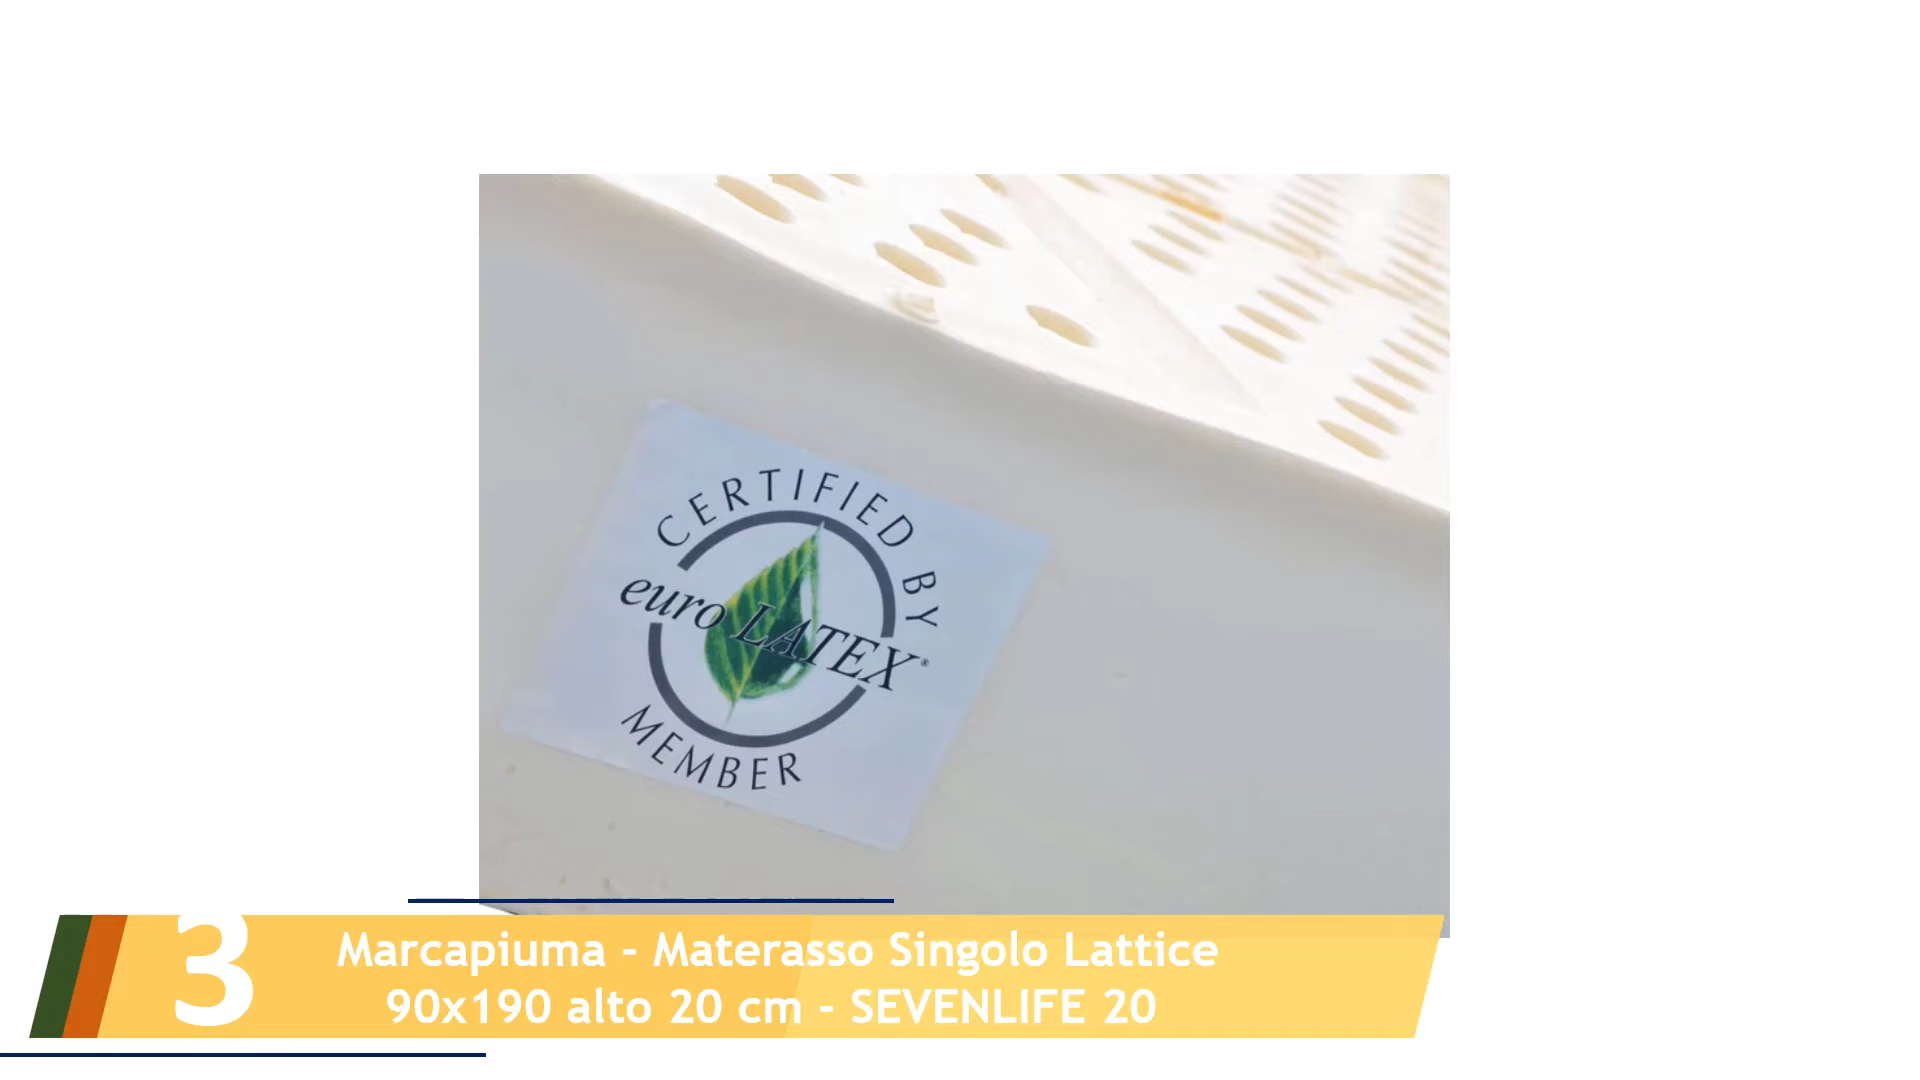 CERTIFIED BY
euro LATEX®
MEMBER
3
Marcapiuma - Materasso Singolo Lattice
90x190 alto 20 cm - SEVENLIFE 20